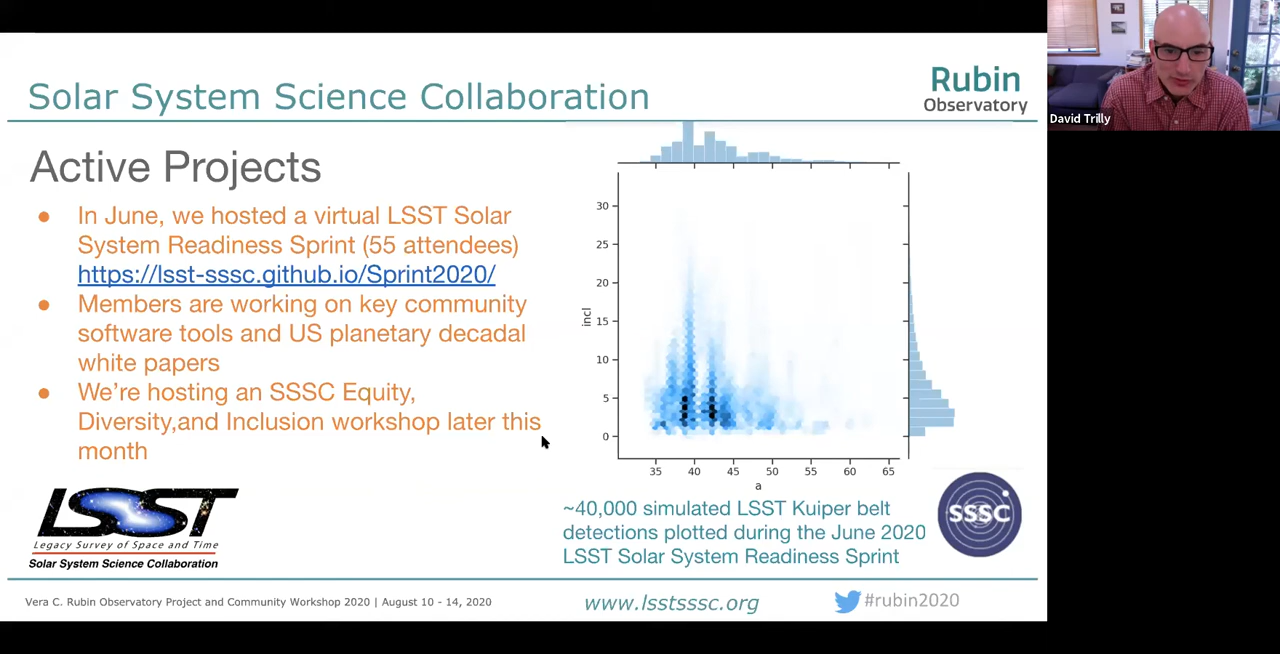 Solar System Science Collaboration
Rubin
Observatory
David Trilly
Active Projects
● In June, we hosted a virtual LSST Solar
System Readiness Sprint (55 attendees)
https://lsst-sssc.github.io/Sprint2020/
● Members are working on key community
software tools and US planetary decadal
white papers
● We’re hosting an SSSC Equity,
Diversity,and Inclusion workshop later this
month
30
25
20
15
10
5
0
incl
35 40 45 50 55 60 65
a
~40,000 simulated LSST Kuiper belt
detections plotted during the June 2020
LSST Solar System Readiness Sprint
SSSC
LSST
Legacy Survey of Space and Time
Solar System Science Collaboration
Vera C. Rubin Observatory Project and Community Workshop 2020 | August 10 - 14, 2020
www.lsstsssc.org
#rubin2020